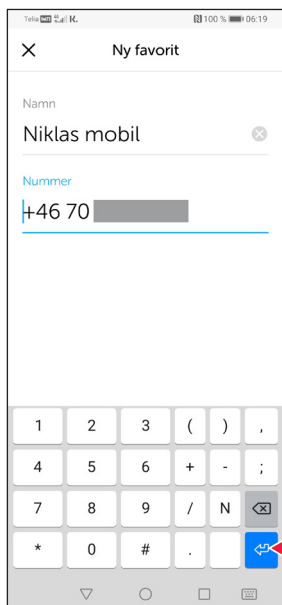 Telia K. 100 % 06:19
Ny favorit
Namn
Niklas mobil
Nummer
+46 70
1 2 3 ( ) ,
4 5 6 + - ;
7 8 9 / N
* 0 # .